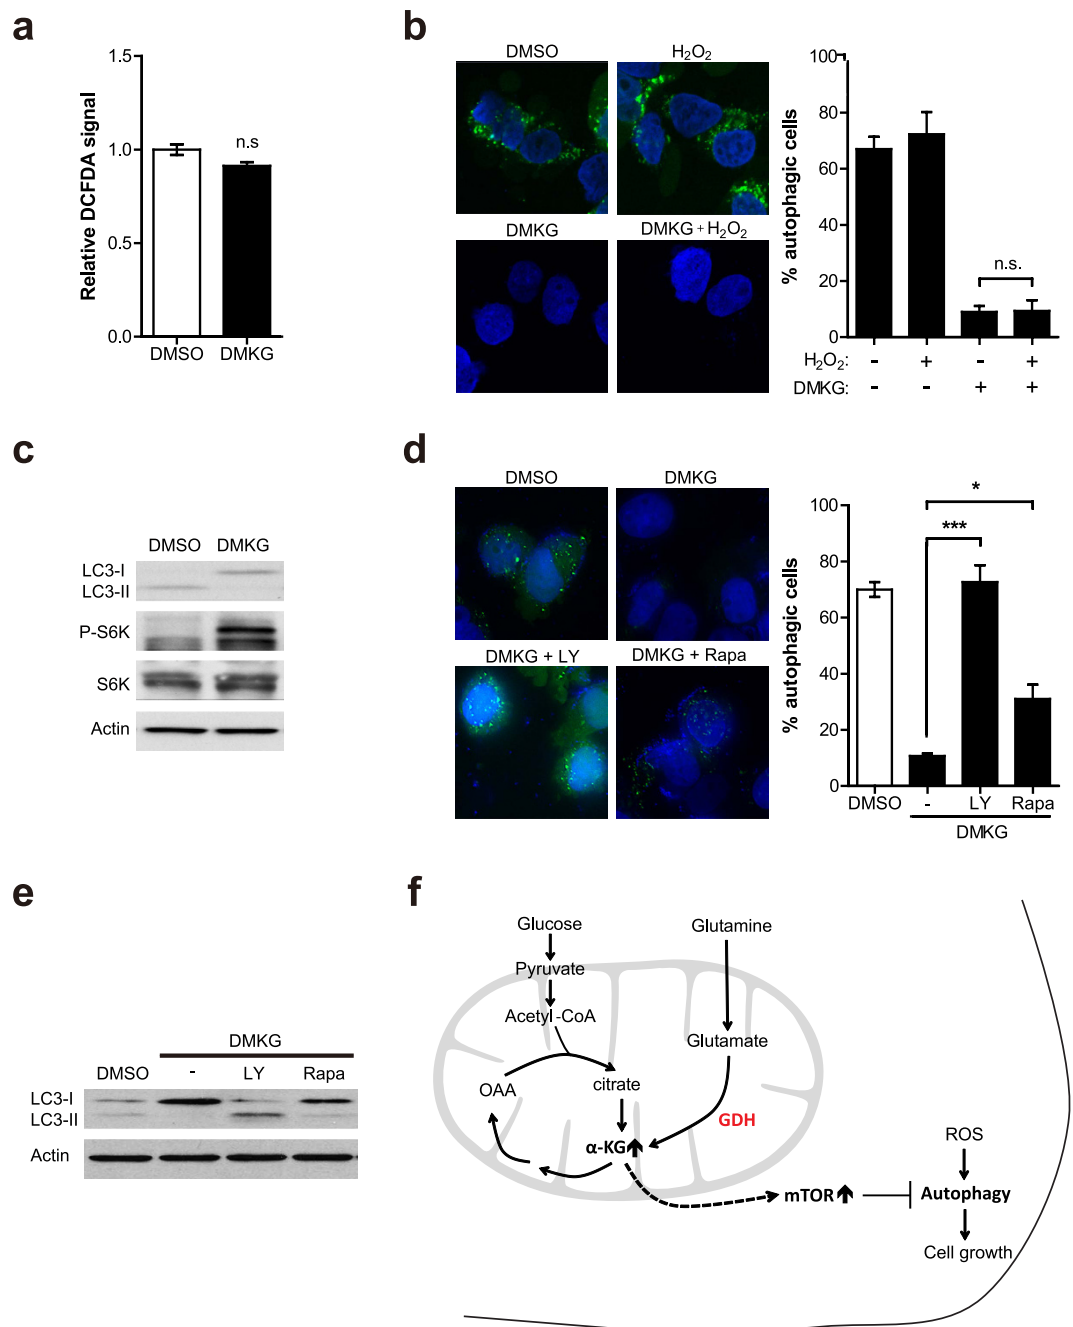 a
1.5
1.0
0.5
0.0
Relative DCFDA signal
n.s
DMSO DMKG
b
DMSO H₂O₂
DMKG DMKG + H₂O₂
100
80
60
40
20
0
% autophagic cells
n.s.
H₂O₂: - + - +
DMKG: - - + +
c
DMSO DMKG
LC3-I
LC3-II
P-S6K
S6K
Actin
d
DMSO DMKG
DMKG + LY DMKG + Rapa
100
80
60
40
20
0
% autophagic cells
*
***
DMSO - LY Rapa
DMKG
e
DMKG
DMSO - LY Rapa
LC3-I
LC3-II
Actin
f
Glucose Glutamine
Pyruvate
Acetyl-CoA
Glutamate
OAA citrate
GDH
α-KG
ROS
mTOR Autophagy
Cell growth